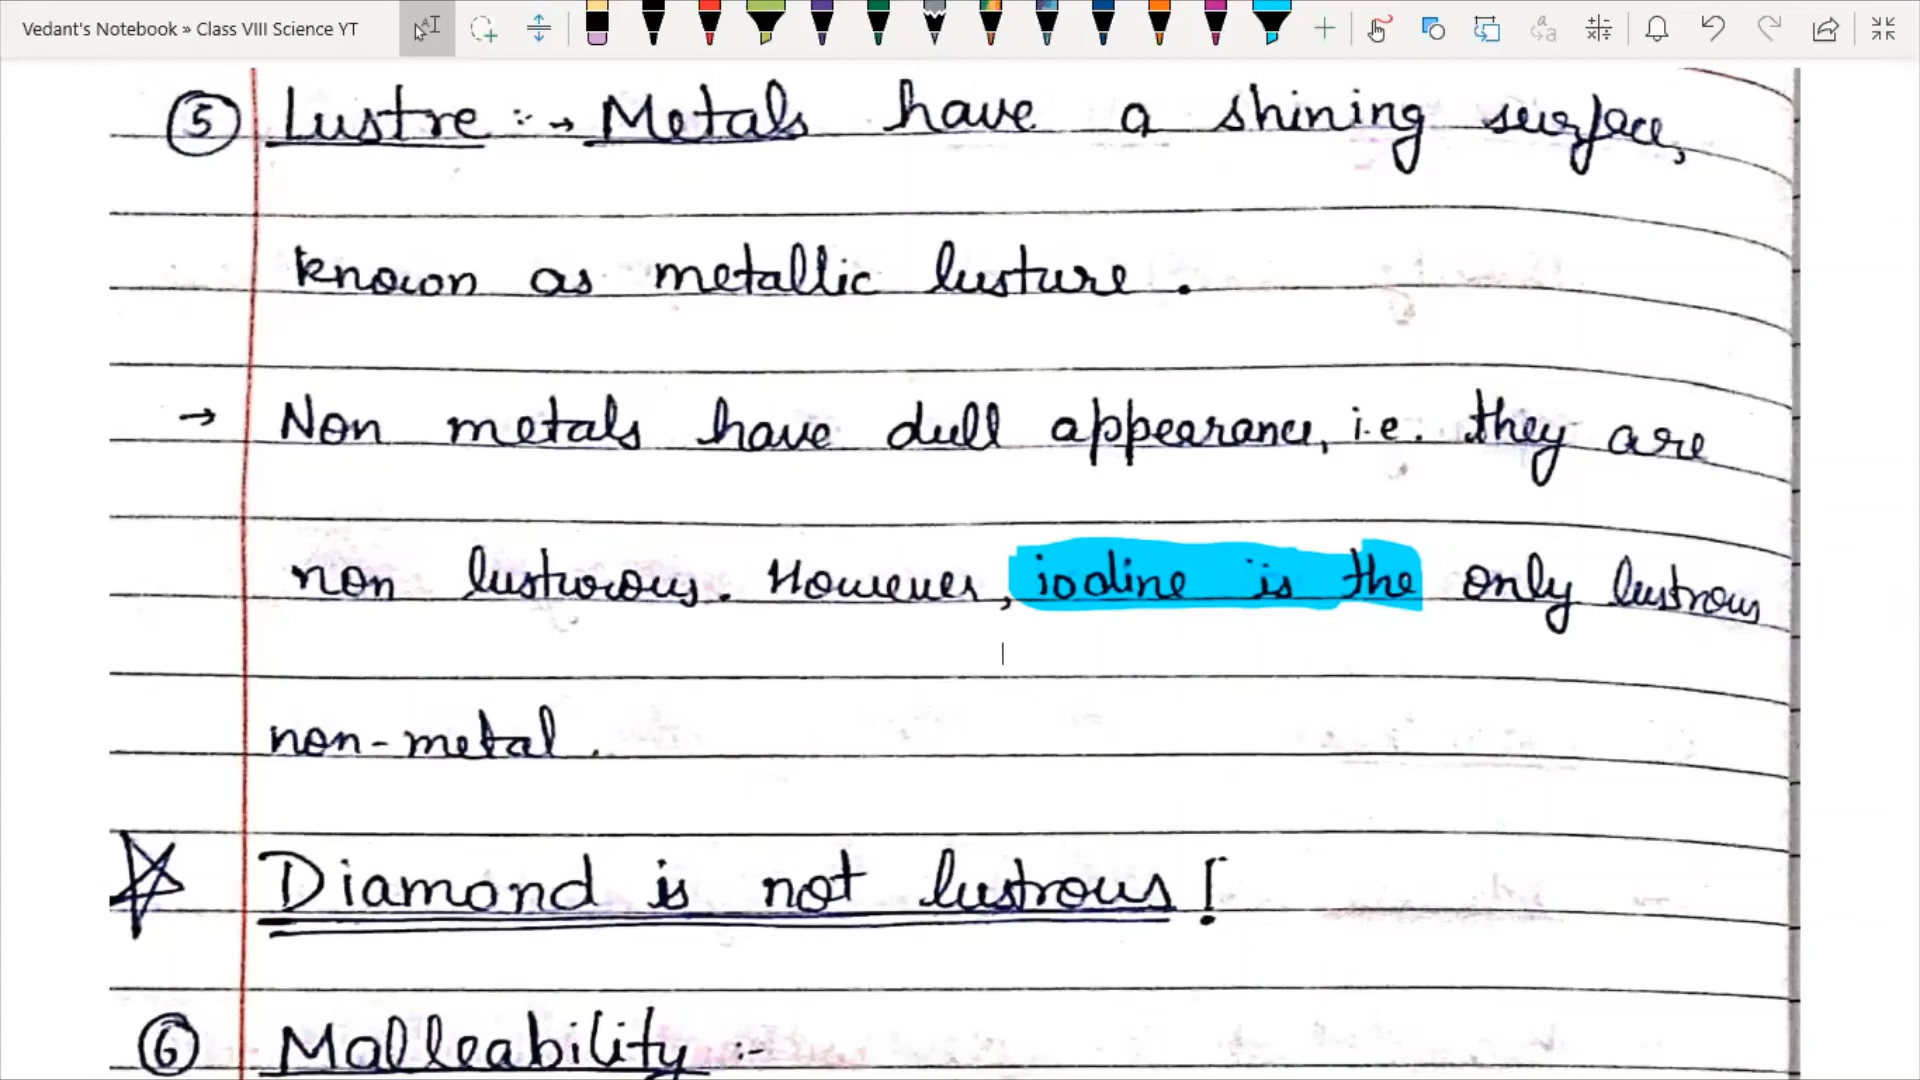 Vedant's Notebook » Class VIII Science YT
⑤ Lustre :-→ Metals have a shining surface,
known as metallic lusture.
→ Non metals have dull appearance, i.e. they are
non lusturous. However, iodine is the only lustrous
non-metal.
☆ Diamond is not lustrous!
⑥ Malleability :-